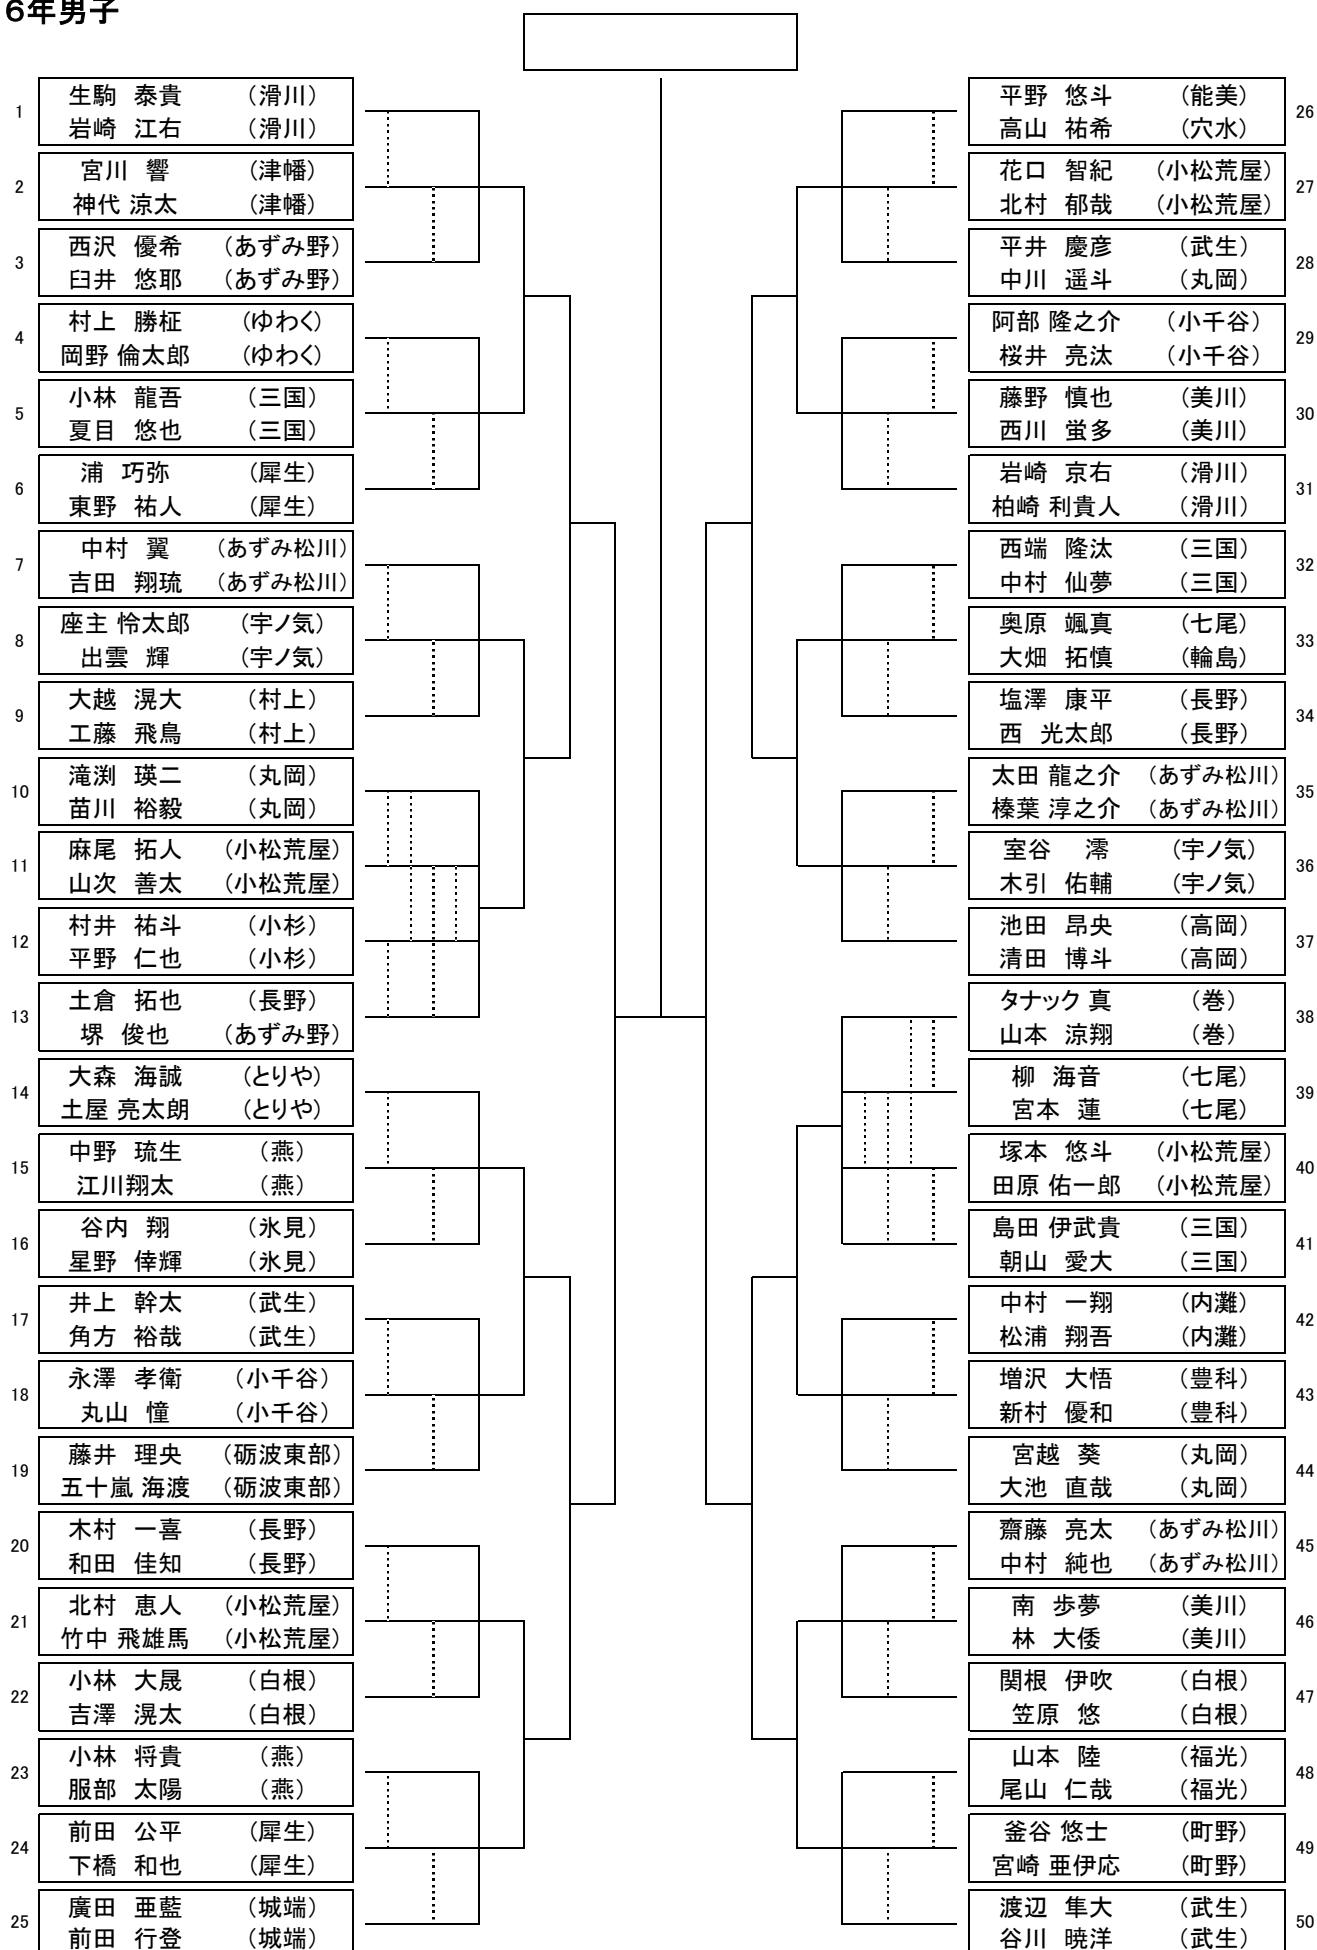 6年男子
1
生駒 泰貴 (滑川)
岩崎 江右 (滑川)
2
宮川 響 (津幡)
神代 涼太 (津幡)
3
西沢 優希 (あずみ野)
臼井 悠耶 (あずみ野)
4
村上 勝柾 (ゆわく)
岡野 倫太郎 (ゆわく)
5
小林 龍吾 (三国)
夏目 悠也 (三国)
6
浦 巧弥 (犀生)
東野 祐人 (犀生)
7
中村 翼 (あずみ松川)
吉田 翔琉 (あずみ松川)
8
座主 怜太郎 (宇ノ気)
出雲 輝 (宇ノ気)
9
大越 滉大 (村上)
工藤 飛鳥 (村上)
10
滝渕 瑛二 (丸岡)
苗川 裕毅 (丸岡)
11
麻尾 拓人 (小松荒屋)
山次 善太 (小松荒屋)
12
村井 祐斗 (小杉)
平野 仁也 (小杉)
13
土倉 拓也 (長野)
堺 俊也 (あずみ野)
14
大森 海誠 (とりや)
土屋 亮太朗 (とりや)
15
中野 琉生 (燕)
江川翔太 (燕)
16
谷内 翔 (氷見)
星野 倖輝 (氷見)
17
井上 幹太 (武生)
角方 裕哉 (武生)
18
永澤 孝衛 (小千谷)
丸山 憧 (小千谷)
19
藤井 理央 (砺波東部)
五十嵐 海渡 (砺波東部)
20
木村 一喜 (長野)
和田 佳知 (長野)
21
北村 恵人 (小松荒屋)
竹中 飛雄馬 (小松荒屋)
22
小林 大晟 (白根)
吉澤 滉太 (白根)
23
小林 将貴 (燕)
服部 太陽 (燕)
24
前田 公平 (犀生)
下橋 和也 (犀生)
25
廣田 亜藍 (城端)
前田 行登 (城端)
平野 悠斗 (能美)
高山 祐希 (穴水)
26
花口 智紀 (小松荒屋)
北村 郁哉 (小松荒屋)
27
平井 慶彦 (武生)
中川 遥斗 (丸岡)
28
阿部 隆之介 (小千谷)
桜井 亮汰 (小千谷)
29
藤野 慎也 (美川)
西川 蛍多 (美川)
30
岩崎 京右 (滑川)
柏崎 利貴人 (滑川)
31
西端 隆汰 (三国)
中村 仙夢 (三国)
32
奥原 颯真 (七尾)
大畑 拓慎 (輪島)
33
塩澤 康平 (長野)
西 光太郎 (長野)
34
太田 龍之介 (あずみ松川)
榛葉 淳之介 (あずみ松川)
35
室谷 澪 (宇ノ気)
木引 佑輔 (宇ノ気)
36
池田 昂央 (高岡)
清田 博斗 (高岡)
37
タナック 真 (巻)
山本 涼翔 (巻)
38
柳 海音 (七尾)
宮本 蓮 (七尾)
39
塚本 悠斗 (小松荒屋)
田原 佑一郎 (小松荒屋)
40
島田 伊武貴 (三国)
朝山 愛大 (三国)
41
中村 一翔 (内灘)
松浦 翔吾 (内灘)
42
増沢 大悟 (豊科)
新村 優和 (豊科)
43
宮越 葵 (丸岡)
大池 直哉 (丸岡)
44
齋藤 亮太 (あずみ松川)
中村 純也 (あずみ松川)
45
南 歩夢 (美川)
林 大倭 (美川)
46
関根 伊吹 (白根)
笠原 悠 (白根)
47
山本 陸 (福光)
尾山 仁哉 (福光)
48
釜谷 悠士 (町野)
宮崎 亜伊応 (町野)
49
渡辺 隼大 (武生)
谷川 暁洋 (武生)
50